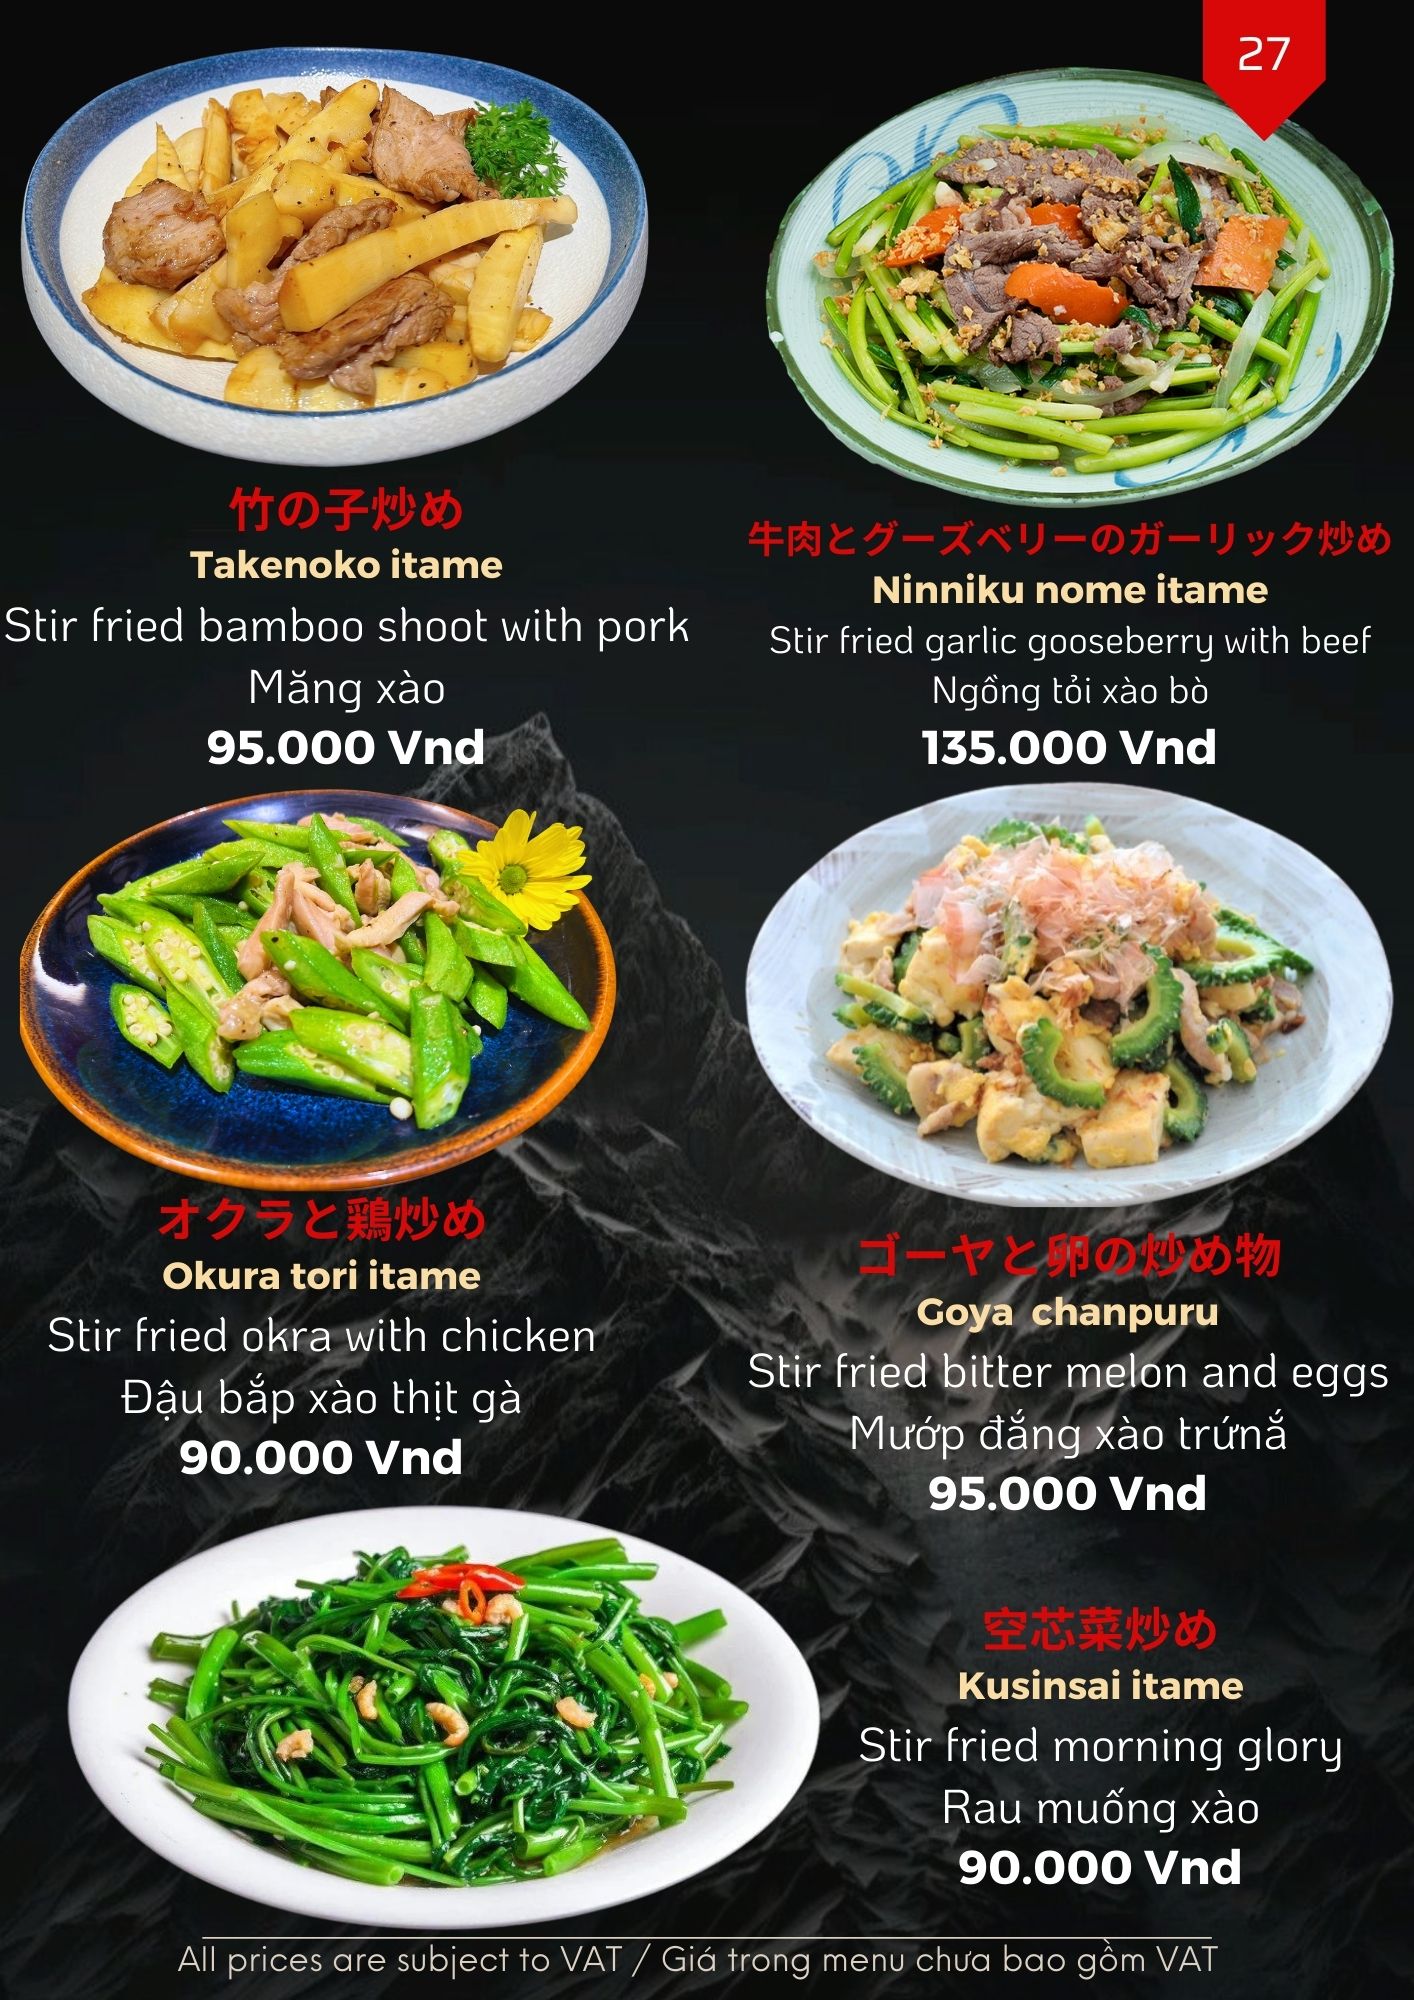 27
竹の子炒め
Takenoko itame
Stir fried bamboo shoot with pork
Măng xào
95.000 Vnd
牛肉とグーズベリーのガーリック炒め
Ninniku nome itame
Stir fried garlic gooseberry with beef
Ngồng tỏi xào bò
135.000 Vnd
オクラと鶏炒め
Okura tori itame
Stir fried okra with chicken
Đậu bắp xào thịt gà
90.000 Vnd
ゴーヤと卵の炒め物
Goya chanpuru
Stir fried bitter melon and eggs
Mướp đắng xào trứnắ
95.000 Vnd
空芯菜炒め
Kusinsai itame
Stir fried morning glory
Rau muống xào
90.000 Vnd
All prices are subject to VAT / Giá trong menu chưa bao gồm VAT